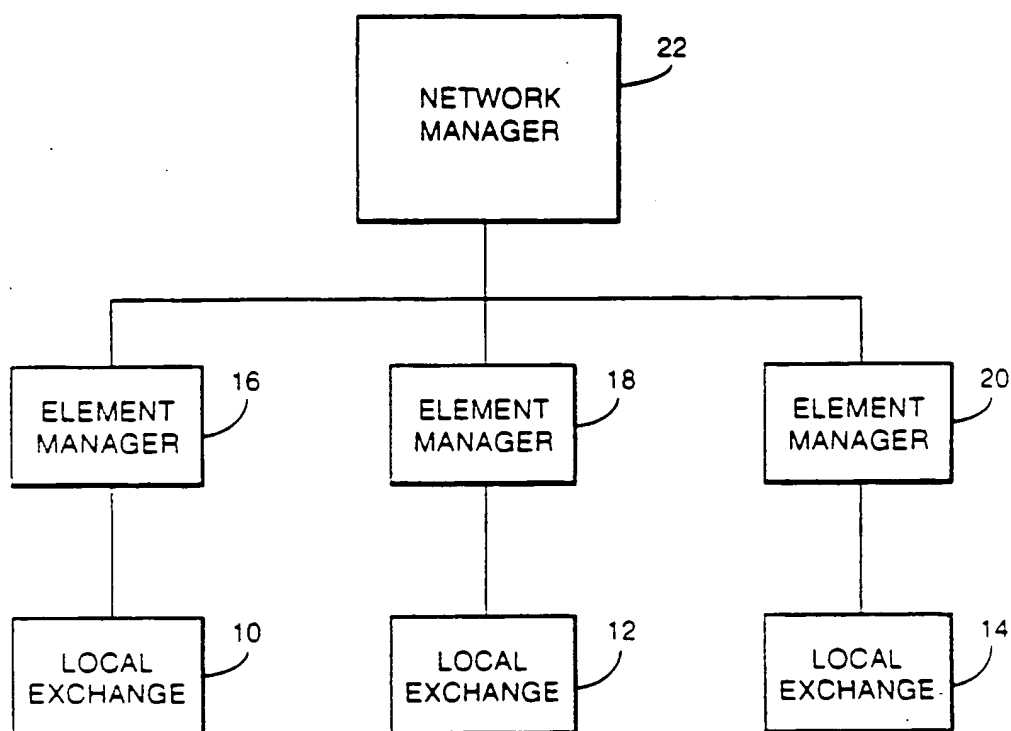 22
NETWORK
MANAGER
16
ELEMENT
MANAGER
18
ELEMENT
MANAGER
20
ELEMENT
MANAGER
10
LOCAL
EXCHANGE
12
LOCAL
EXCHANGE
14
LOCAL
EXCHANGE